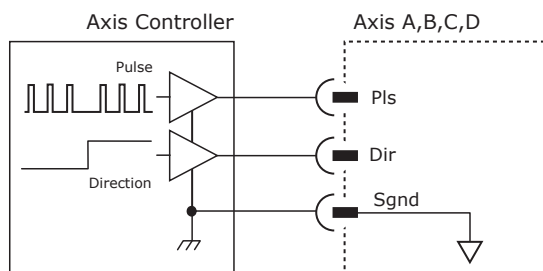 Axis Controller
Axis A,B,C,D
Pulse
Pls
Dir
Direction
Sgnd